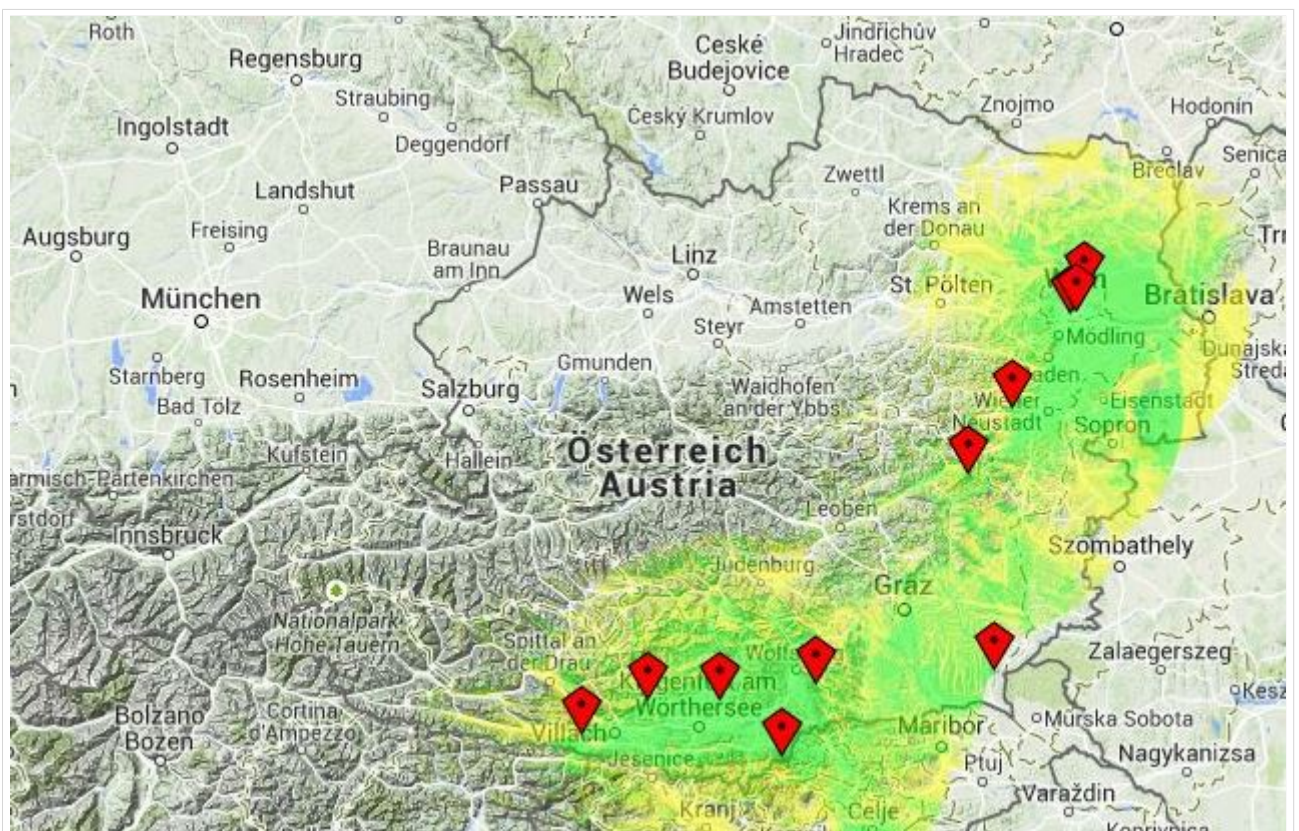 Roth
České
Budejovice
Jindřichův
Hradec
Regensburg
Straubing
Znojmo
Hodonín
Ingolstadt
Český Krumlov
Deggendorf
Senica
Břeclav
Zwettl
Landshut
Passau
Krems an
der Donau
Freising
Augsburg
Braunau
am Inn
Linz
St. Pölten
Bratislava
München
Wels
Amstetten
Steyr
Mödling
Gmunden
Starnberg
Rosenheim
Salzburg
Waidhofen
an der Ybbs
Bad Tolz
Wiener
Neustadt
Eisenstadt
Sopron
Österreich
Austria
Kufstein
Hallein
armisch-Partenkirchen
Leoben
Innsbruck
Szombathely
Judenburg
Graz
Nationalpark
Hohe Tauern
Spittal an
der Drau
Zalaegerszeg
Wörthersee
Villach
Bolzano
Bozen
Cortina
d'Ampezzo
Maribor
Murska Sobota
Jesenice
Nagykanizsa
Ptuj
Varaždin
Kranj
Celje